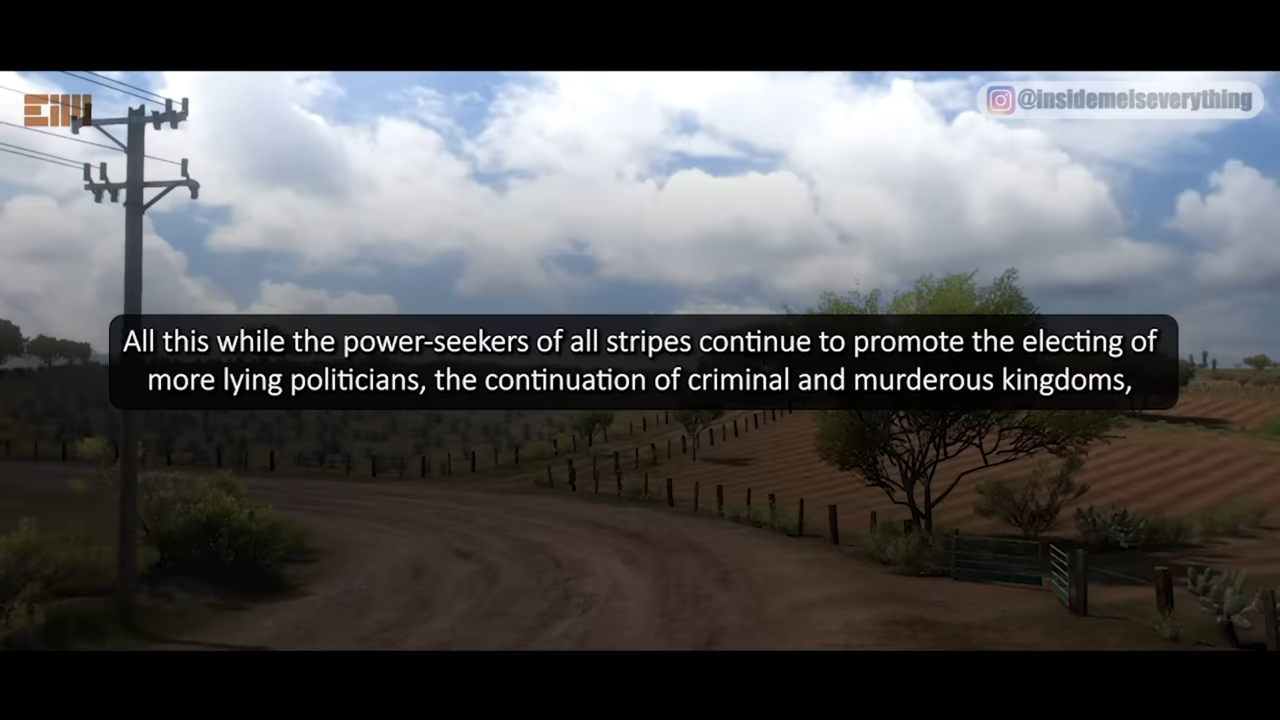 EiM
@insidemeiseverything
All this while the power-seekers of all stripes continue to promote the electing of
more lying politicians, the continuation of criminal and murderous kingdoms,